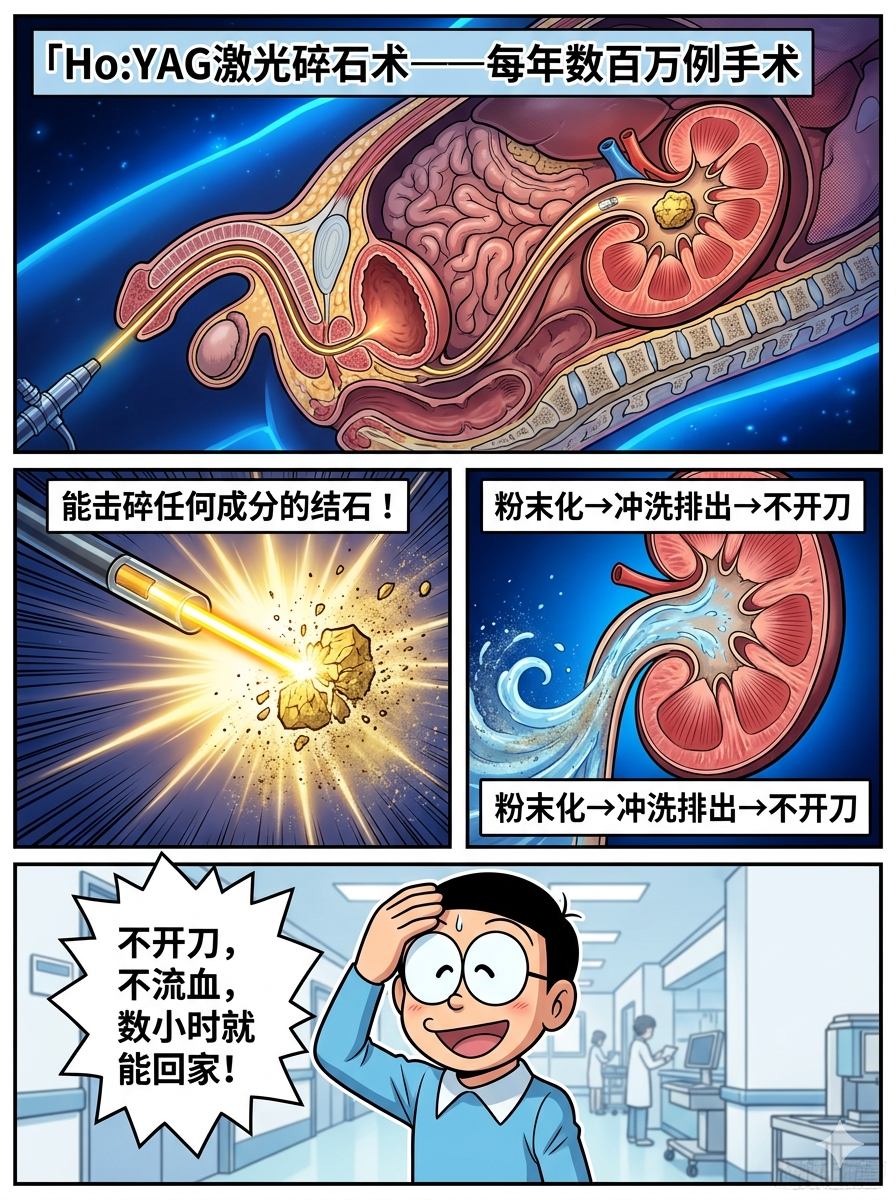 「Ho:YAG激光碎石术——每年数百万例手术
能击碎任何成分的结石！
粉末化→冲洗排出→不开刀
粉末化→冲洗排出→不开刀
不开刀，
不流血，
数小时就
能回家！